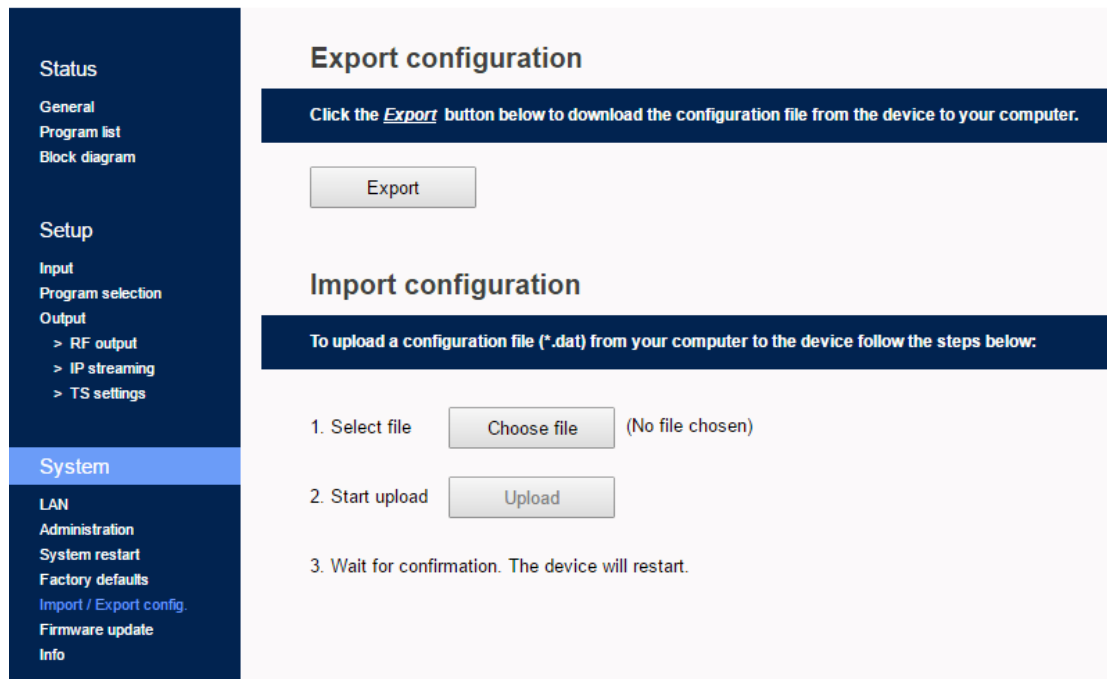 Status
General
Program list
Block diagram
Setup
Input
Program selection
Output
> RF output
> IP streaming
> TS settings
System
LAN
Administration
System restart
Factory defaults
Import / Export config.
Firmware update
Info
Export configuration
Click the Export button below to download the configuration file from the device to your computer.
Export
Import configuration
To upload a configuration file (*.dat) from your computer to the device follow the steps below:
1. Select file Choose file (No file chosen)
2. Start upload Upload
3. Wait for confirmation. The device will restart.